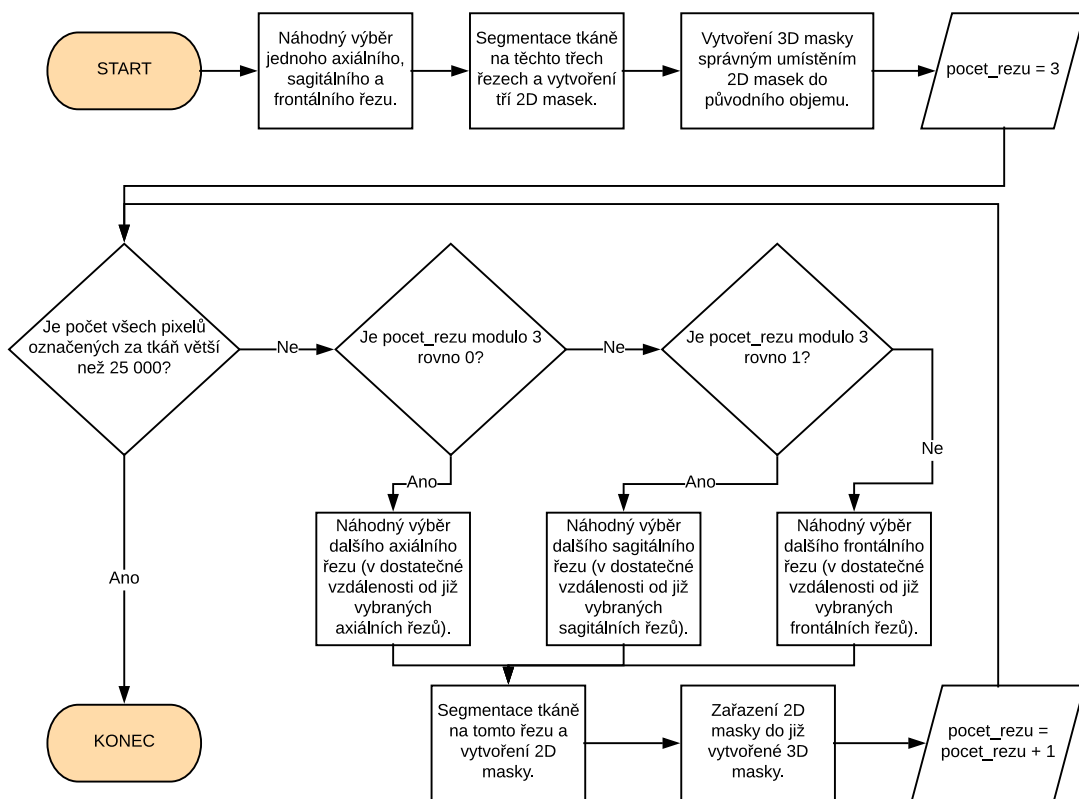 START
Náhodný výběr
jednoho axiálního,
sagitálního a
frontálního řezu.
Segmentace tkáně
na těchto třech
řezech a vytvoření
tří 2D masek.
Vytvoření 3D masky
správným umístěním
2D masek do
původního objemu.
pocet_rezu = 3
Je počet všech pixelů
označených za tkáň větší
než 25 000?
Ne
Je pocet_rezu modulo 3
rovno 0?
Ne
Je pocet_rezu modulo 3
rovno 1?
Ne
Ano
Ano
Ano
Náhodný výběr
dalšího axiálního
řezu (v dostatečné
vzdálenosti od již
vybraných
axiálních řezů).
Náhodný výběr
dalšího sagitálního
řezu (v dostatečné
vzdálenosti od již
vybraných
sagitálních řezů).
Náhodný výběr
dalšího frontálního
řezu (v dostatečné
vzdálenosti od již
vybraných
frontálních řezů).
KONEC
Segmentace tkáně
na tomto řezu a
vytvoření 2D
masky.
Zařazení 2D
masky do již
vytvořené 3D
masky.
pocet_rezu =
pocet_rezu + 1